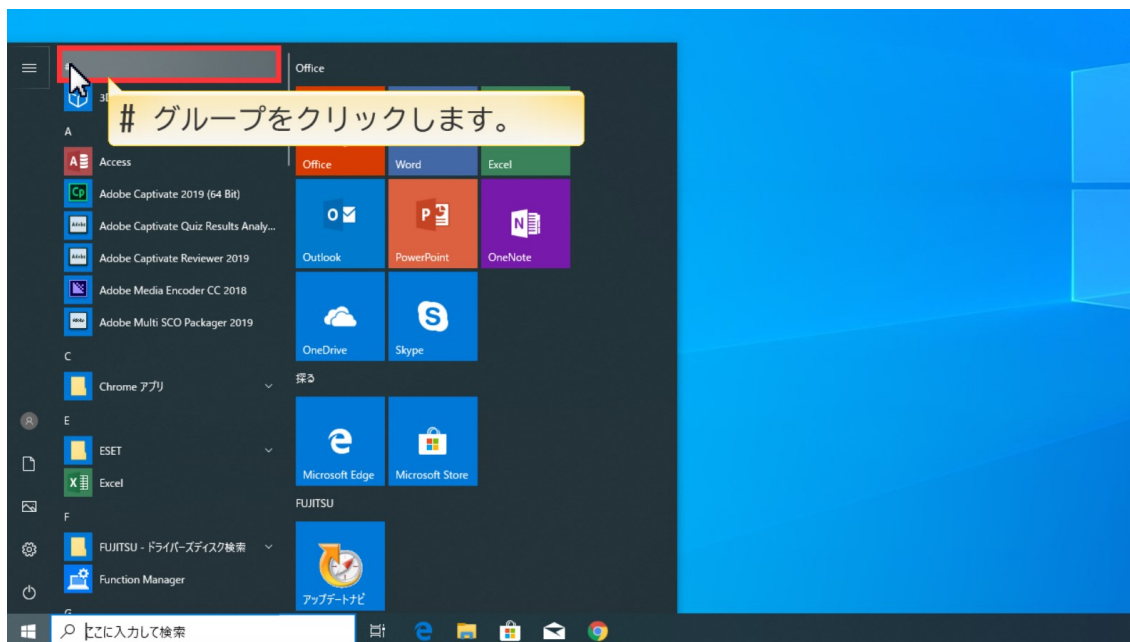 #
Office
3D
# グループをクリックします。
A
Access
Office
Word
Excel
Adobe Captivate 2019 (64 Bit)
Adobe Captivate Quiz Results Analy...
Adobe Captivate Reviewer 2019
Outlook
PowerPoint
OneNote
Adobe Media Encoder CC 2018
Adobe Multi SCO Packager 2019
C
OneDrive
Skype
Chrome アプリ
探る
E
ESET
Excel
Microsoft Edge
Microsoft Store
FUJITSU
F
FUJITSU - ドライバーズディスク検索
Function Manager
アップデートナビ
G
ここに入力して検索